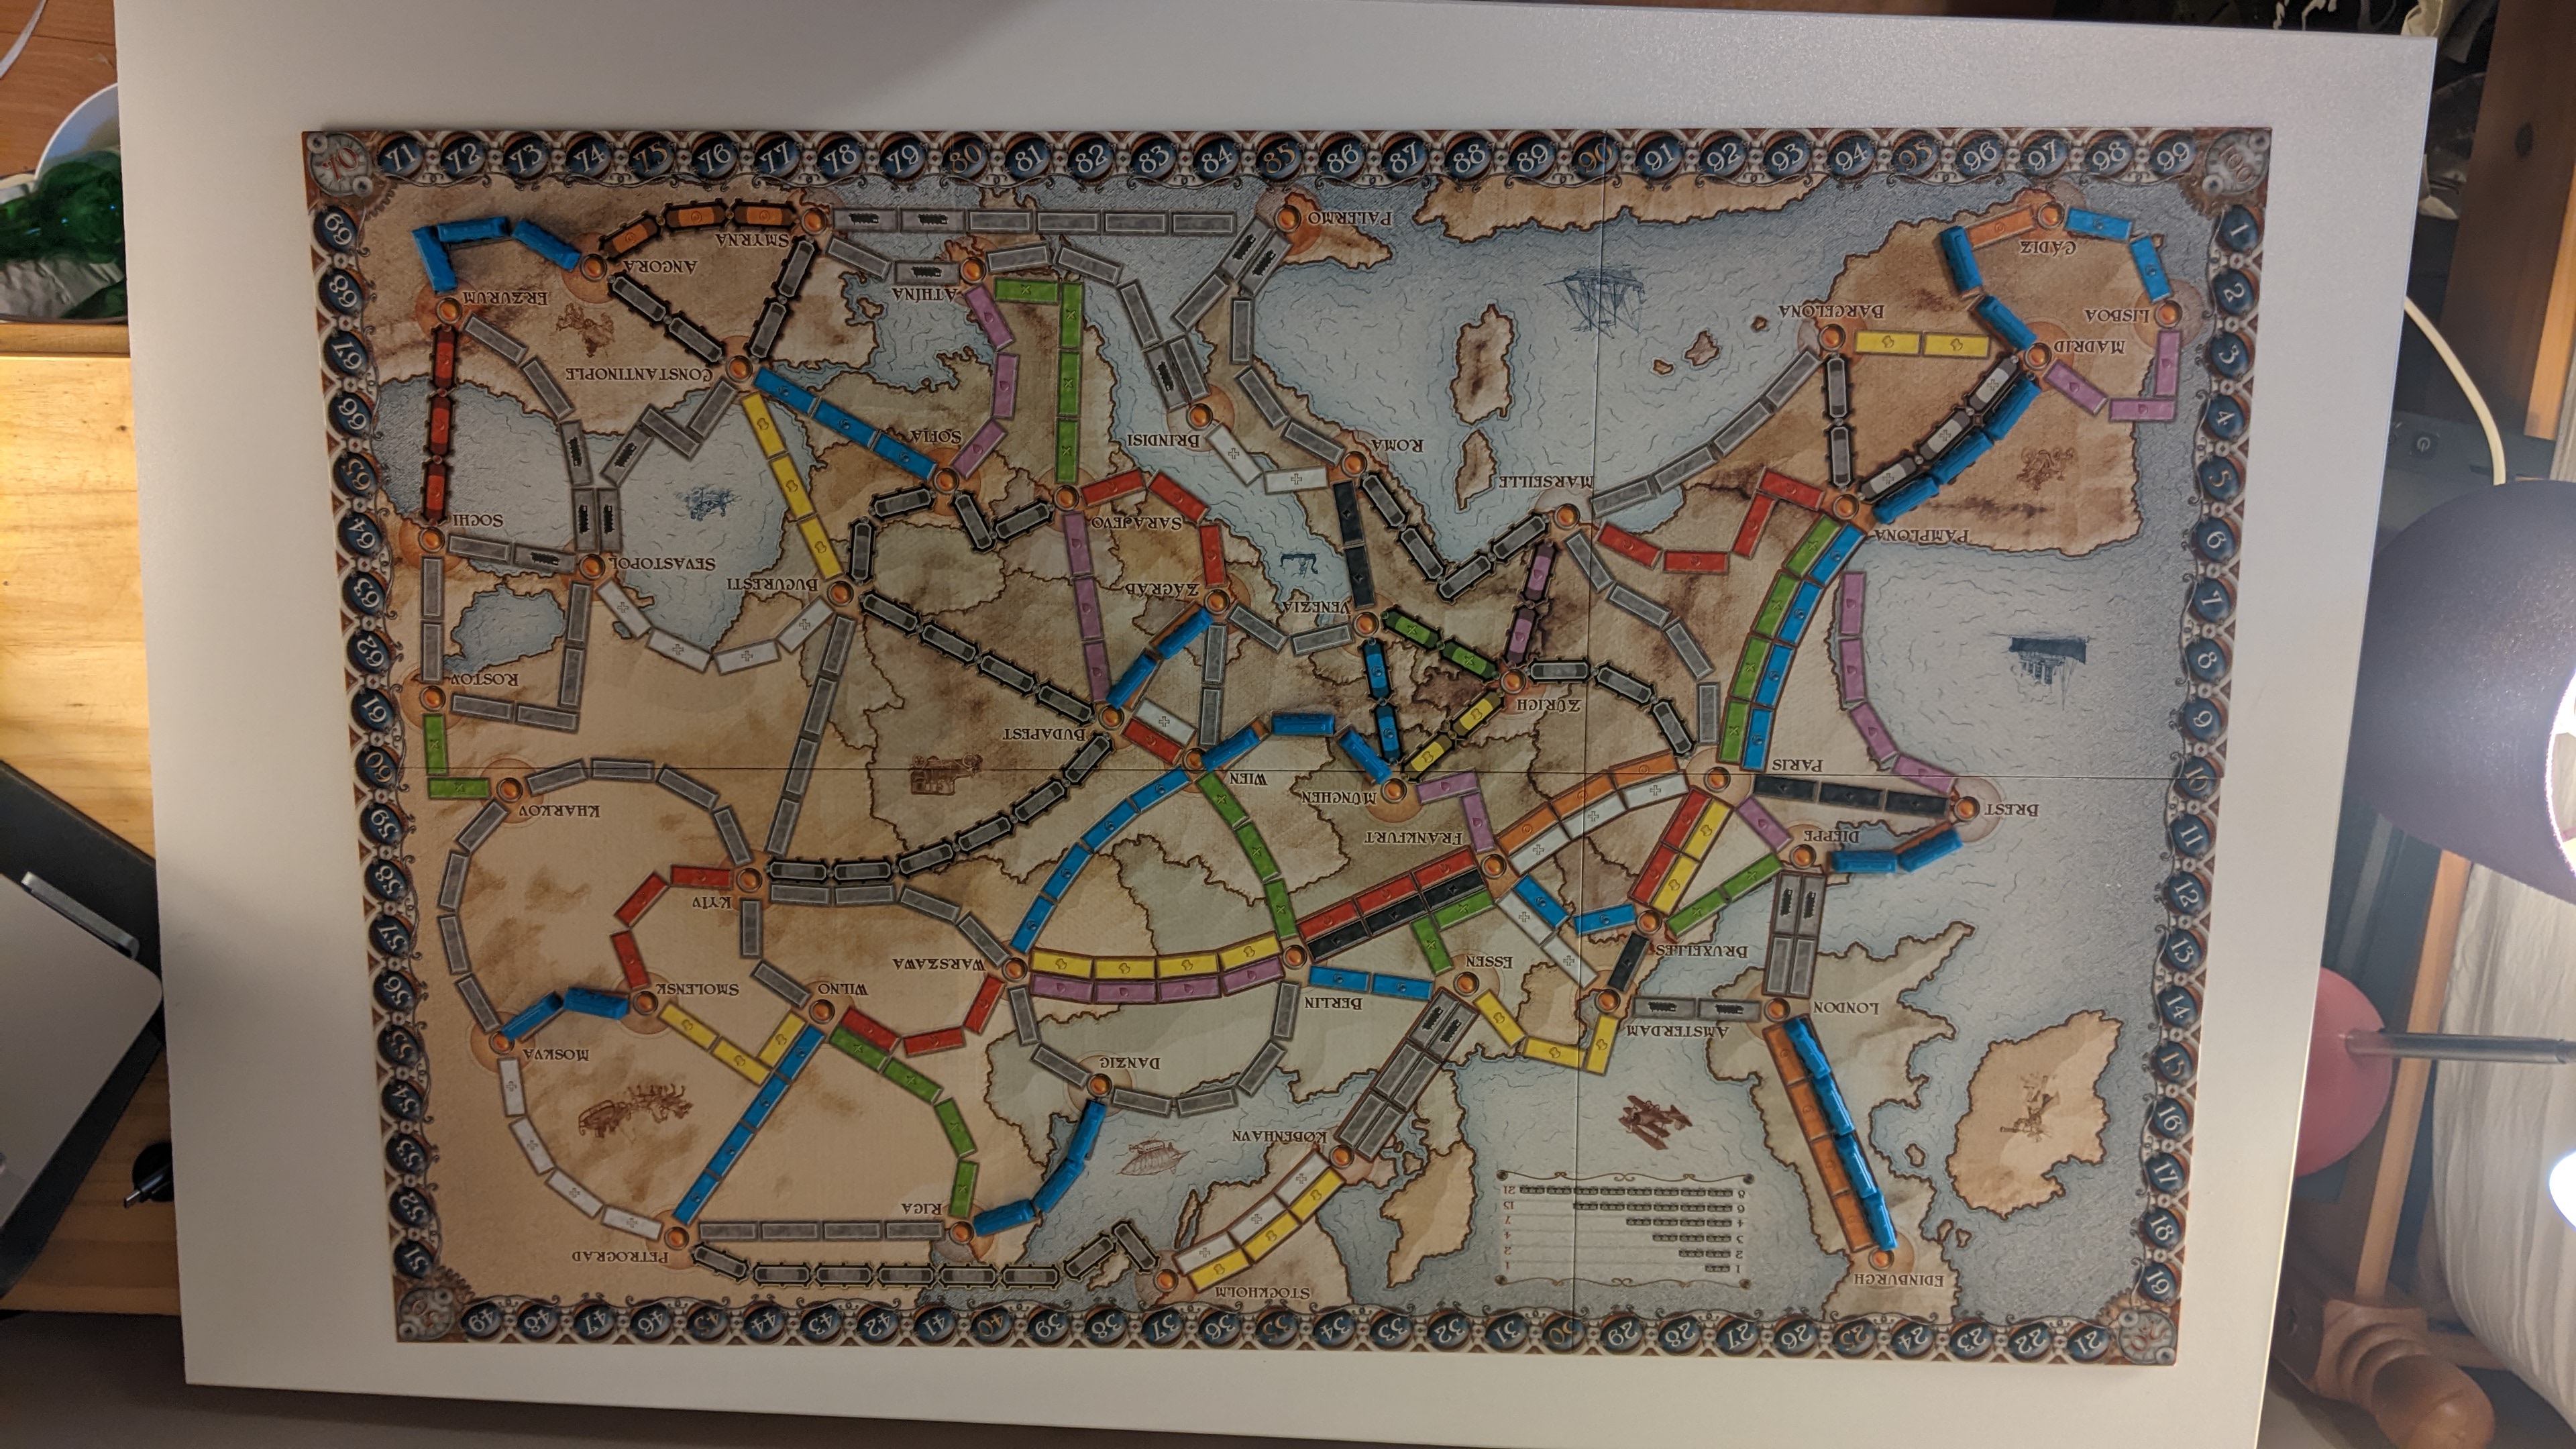 EDINBURGH
STOCKHOLM
PETROGRAD
RIGA
KØBENHAVN
DANZIG
MOSKVA
LONDON
AMSTERDAM
BERLIN
WILNO
SMOLENSK
ESSEN
BRUXELLES
WARSZAWA
KYIV
DIEPPE
FRANKFURT
BREST
KHARKOV
MÜNCHEN
WIEN
PARIS
BUDAPEST
ZÜRICH
ROSTOV
VENEZIA
ZAGRAB
BUCURESTI
SEVASTOPOL
PAMPLONA
SARAJEVO
SOCHI
MARSEILLE
ROMA
BRINDISI
SOFIA
CONSTANTINOPLE
MADRID
LISBOA
BARCELONA
ATHINA
ERZURUM
ANGORA
CÁDIZ
SMYRNA
PALERMO
1 1
2 2
3 4
4 7
6 15
8 21
21 22 23 24 25 26 27 28 29 30 31 32 33 34 35 36 37 38 39 40 41 42 43 44 45 46 47 48 49
51 52 53 54 55 56 57 58 59 60 61 62 63 64 65 66 67 68 69
70 71 72 73 74 75 76 77 78 79 80 81 82 83 84 85 86 87 88 89 90 91 92 93 94 95 96 97 98 99 100
1 2 3 4 5 6 7 8 9 10 11 12 13 14 15 16 17 18 19